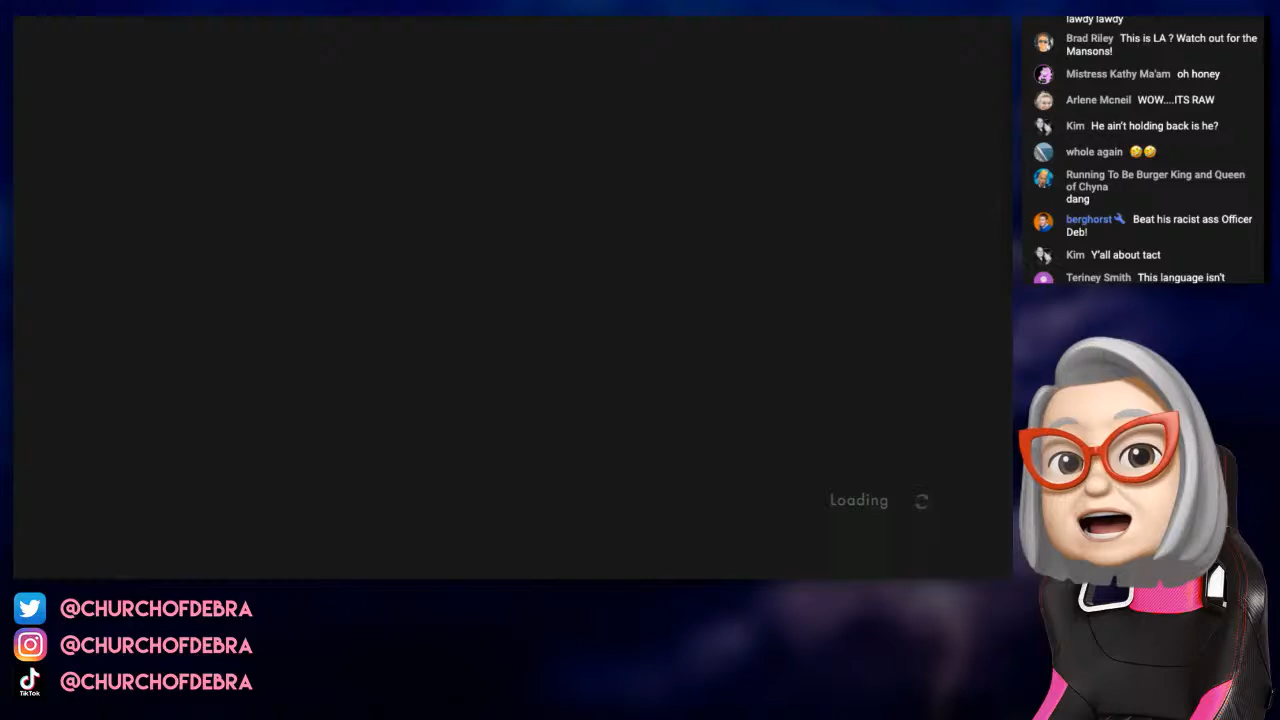 lawdy lawdy
Brad Riley This is LA ? Watch out for the
Mansons!
Mistress Kathy Ma'am oh honey
Arlene Mcneil WOW....ITS RAW
Kim He ain't holding back is he?
whole again 🤣🤣
Running To Be Burger King and Queen
of Chyna
dang
berghorst Beat his racist ass Officer
Deb!
Kim Y'all about tact
Teriney Smith This language isn't
Loading
@CHURCHOFDEBRA
@CHURCHOFDEBRA
TikTok
@CHURCHOFDEBRA